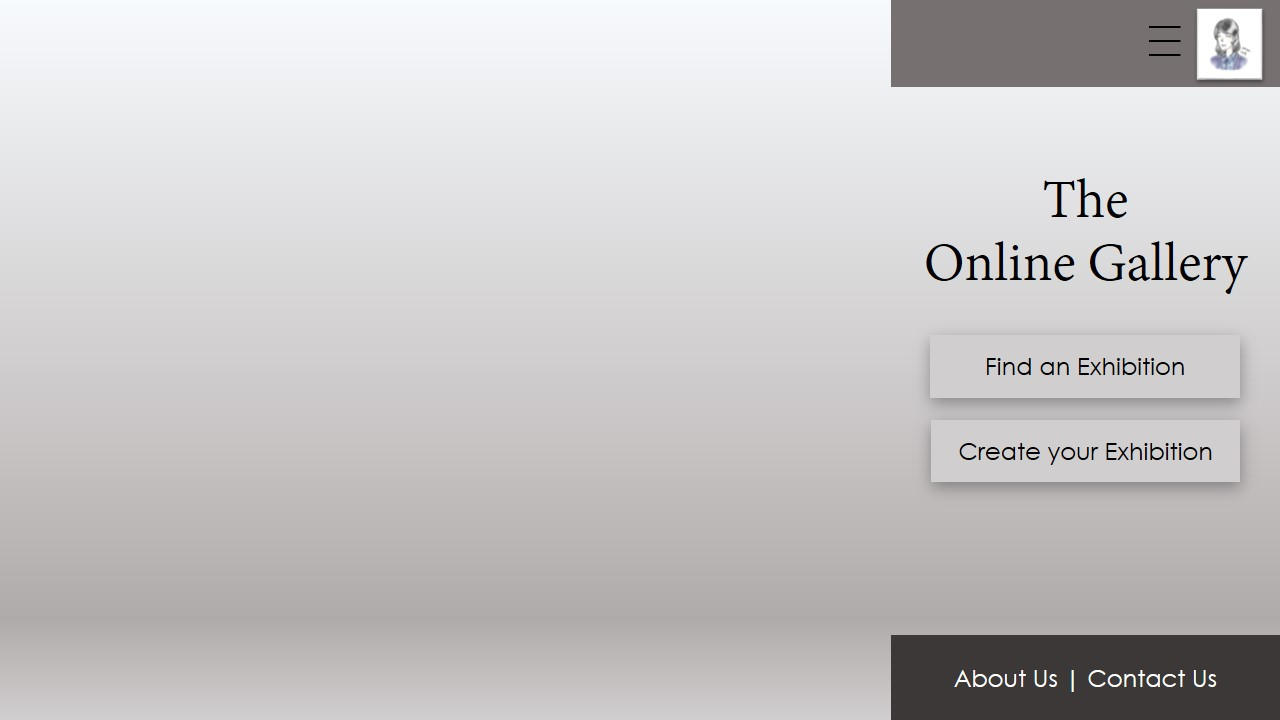 The
Online Gallery
Find an Exhibition
Create your Exhibition
About Us | Contact Us